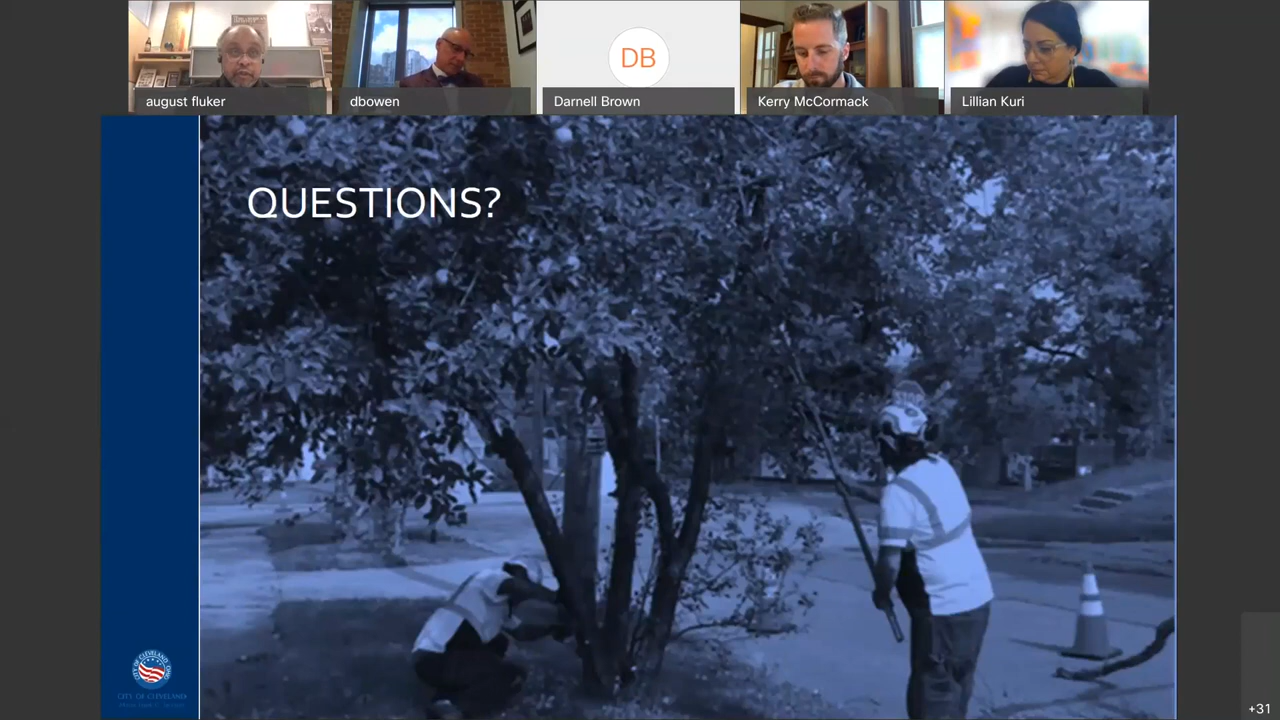 DB
august fluker
dbowen
Darnell Brown
Kerry McCormack
Lillian Kuri
QUESTIONS?
CITY OF CLEVELAND
+31